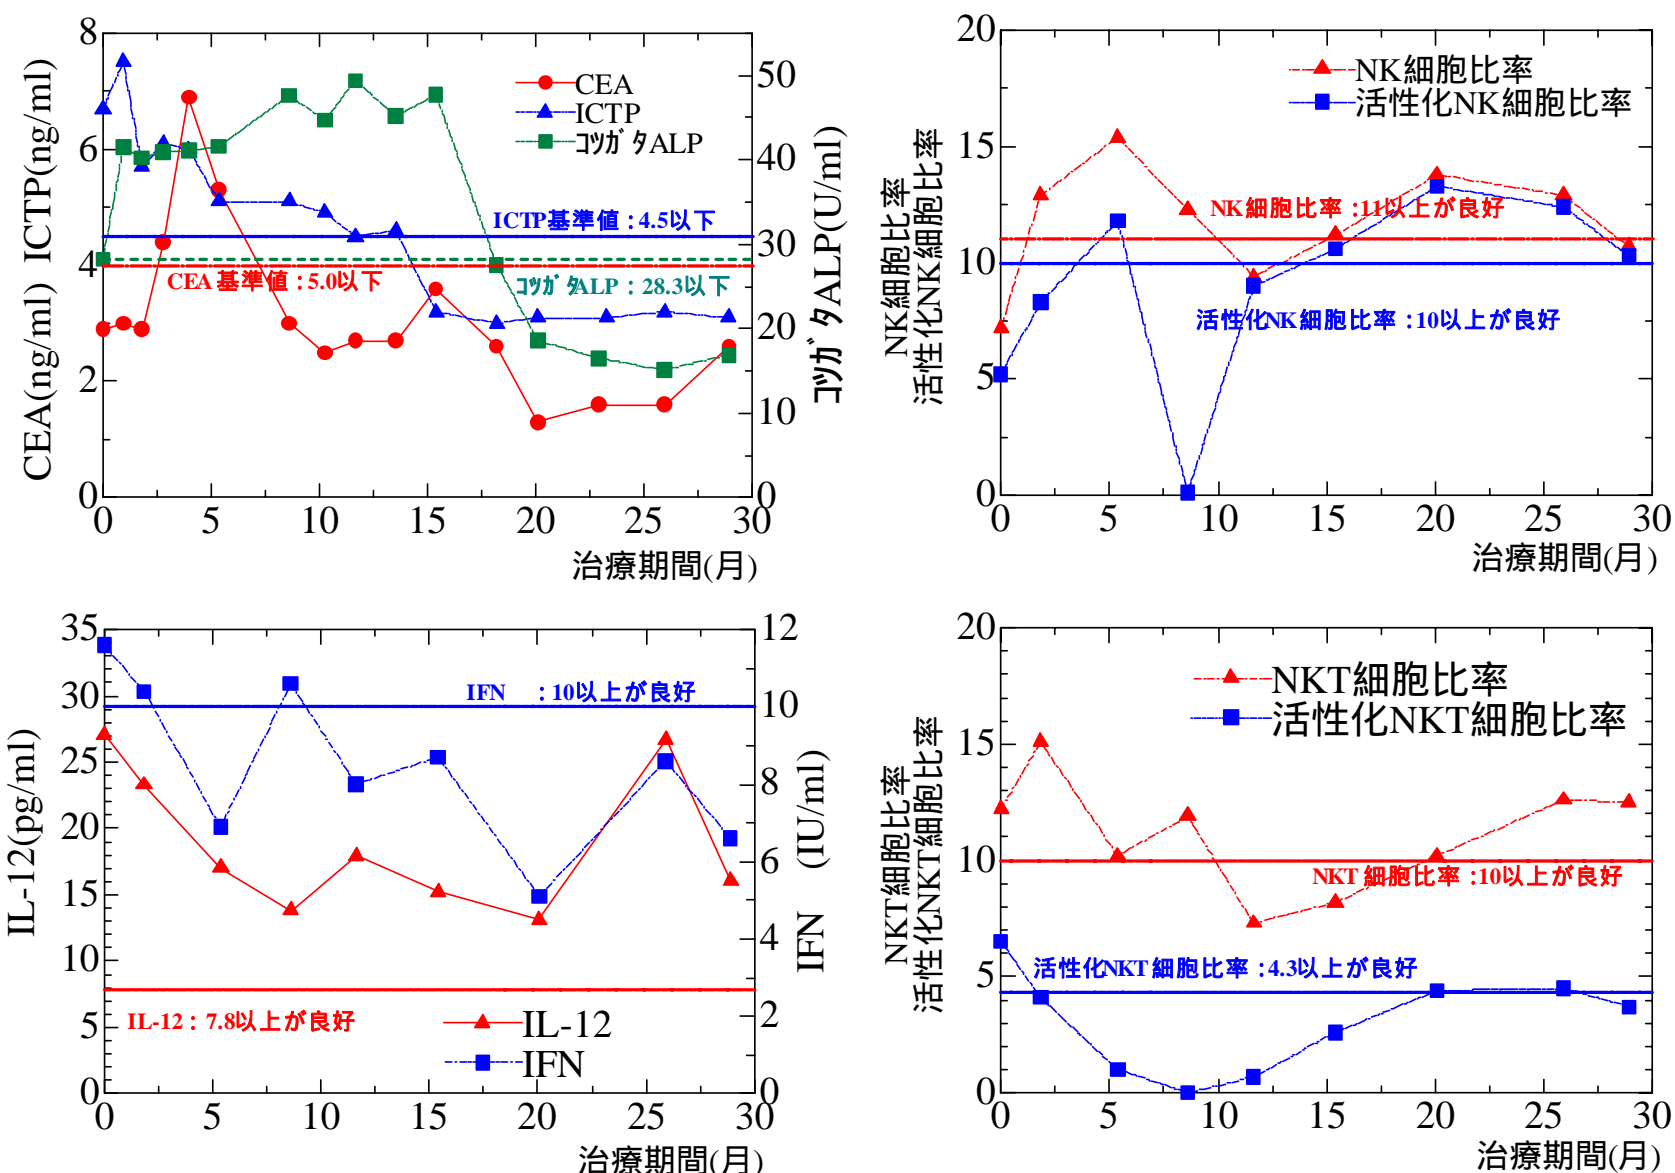 8
6
4
2
0
CEA(ng/ml) ICTP(ng/ml)
CEA
ICTP
コツガタALP
ICTP基準値：4.5以下
CEA基準値：5.0以下
コツガタALP：28.3以下
50
40
30
20
10
0
コツガタALP(U/ml)
0 5 10 15 20 25 30
治療期間(月)
20
15
10
5
0
NK細胞比率
活性化NK細胞比率
NK細胞比率
活性化NK細胞比率
NK細胞比率：11以上が良好
活性化NK細胞比率：10以上が良好
0 5 10 15 20 25 30
治療期間(月)
35
30
25
20
15
10
5
0
IL-12(pg/ml)
IFN ：10以上が良好
IL-12：7.8以上が良好
IL-12
IFN
12
10
8
6
4
2
0
IFN (IU/ml)
0 5 10 15 20 25 30
治療期間(月)
20
15
10
5
0
NKT細胞比率
活性化NKT細胞比率
NKT細胞比率
活性化NKT細胞比率
NKT細胞比率：10以上が良好
活性化NKT細胞比率：4.3以上が良好
0 5 10 15 20 25 30
治療期間(月)